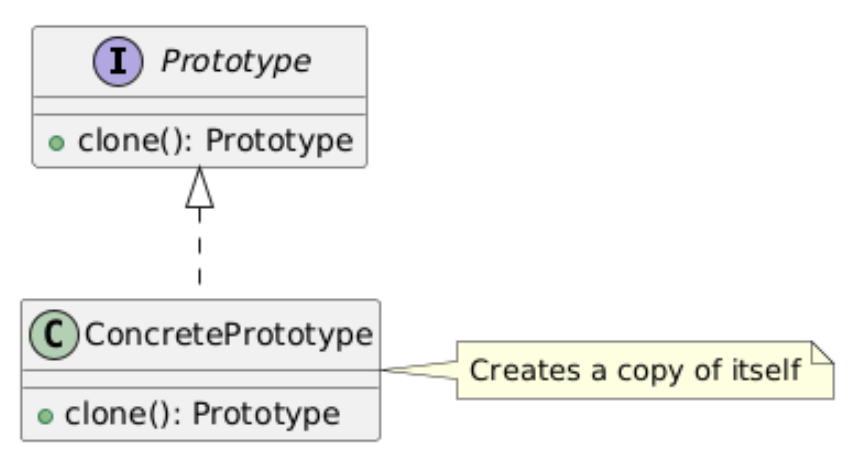 I Prototype
clone(): Prototype
C ConcretePrototype
Creates a copy of itself
clone(): Prototype